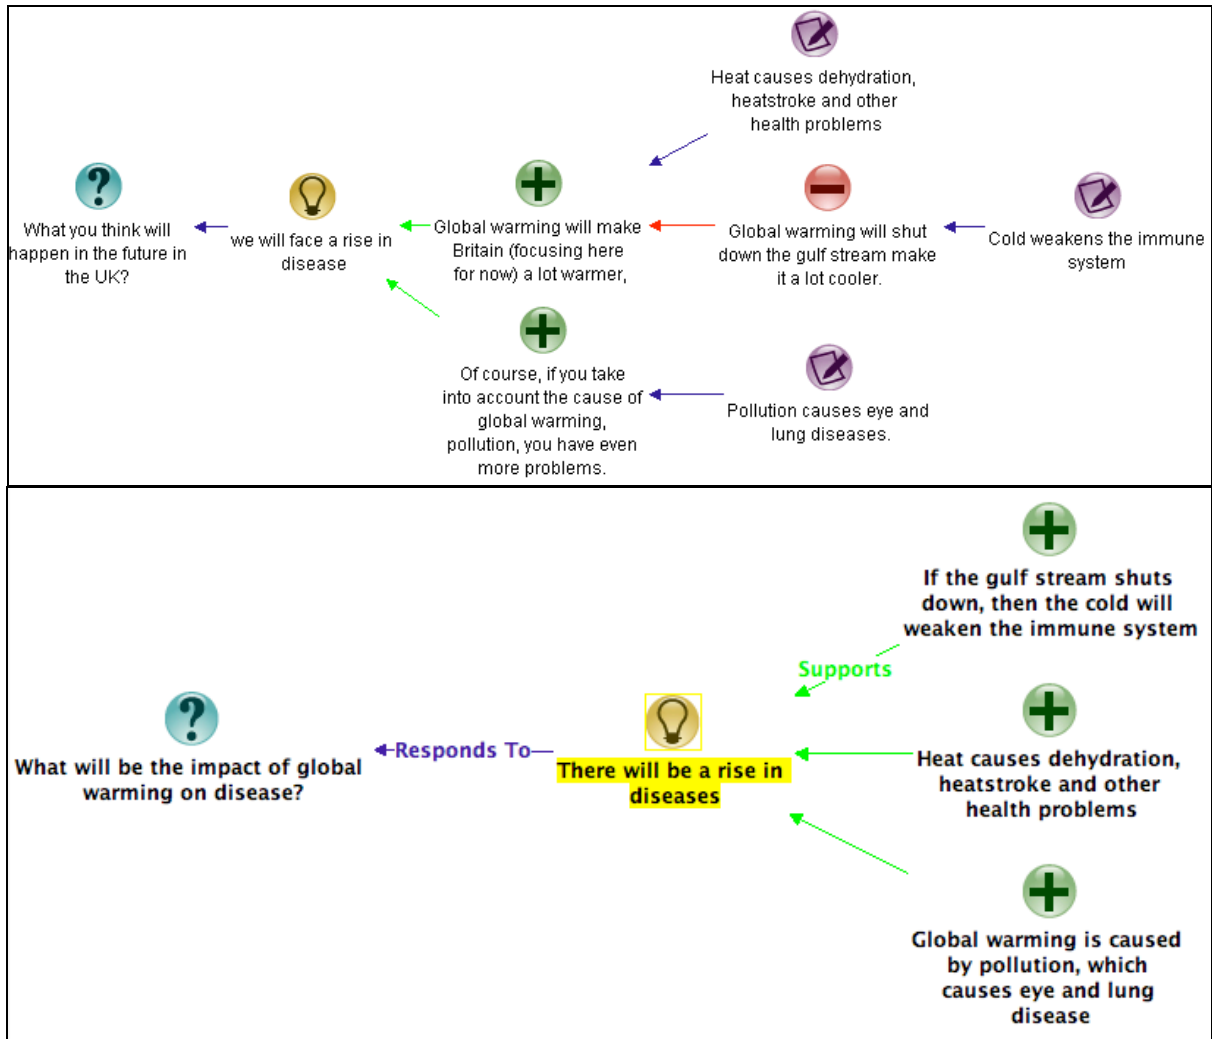 Heat causes dehydration,
heatstroke and other
health problems
What you think will
happen in the future in
the UK?
we will face a rise in
disease
Global warming will make
Britain (focusing here
for now) a lot warmer,
Global warming will shut
down the gulf stream make
it a lot cooler.
Cold weakens the immune
system
Of course, if you take
into account the cause of
global warming,
pollution, you have even
more problems.
Pollution causes eye and
lung diseases.
If the gulf stream shuts
down, then the cold will
weaken the immune system
Supports
What will be the impact of global
warming on disease?
Responds To
There will be a rise in
diseases
Heat causes dehydration,
heatstroke and other
health problems
Global warming is caused
by pollution, which
causes eye and lung
disease